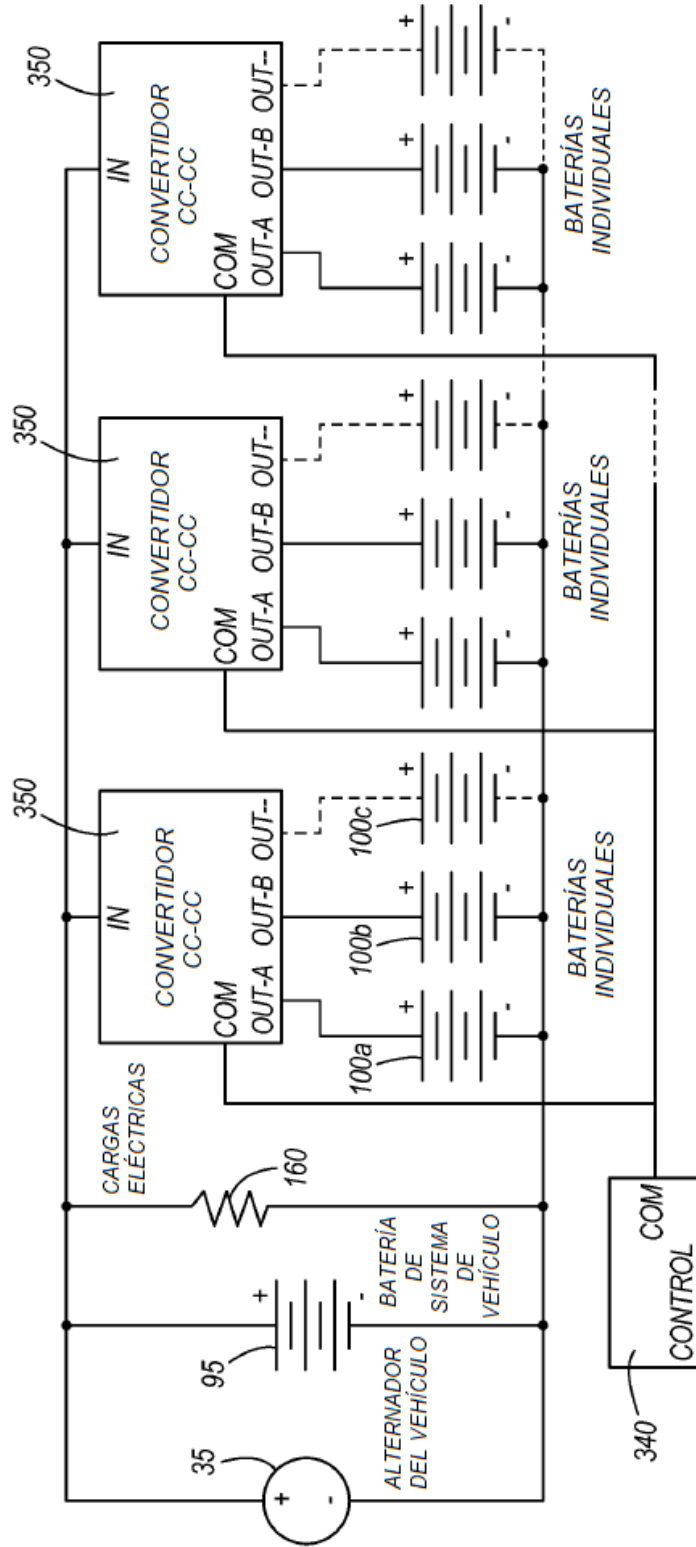 35
+
-
ALTERNADOR
DEL VEHÍCULO
95
+
-
BATERÍA
DE
SISTEMA
DE
VEHÍCULO
CARGAS
ELÉCTRICAS
160
350
IN
CONVERTIDOR
CC-CC
COM
OUT-A OUT-B OUT--
+
+
+
100a
100b
100c
-
-
-
BATERÍAS
INDIVIDUALES
350
IN
CONVERTIDOR
CC-CC
COM
OUT-A OUT-B OUT--
+
+
+
-
-
-
BATERÍAS
INDIVIDUALES
350
IN
CONVERTIDOR
CC-CC
COM
OUT-A OUT-B OUT--
+
+
+
-
-
-
BATERÍAS
INDIVIDUALES
340
COM
CONTROL